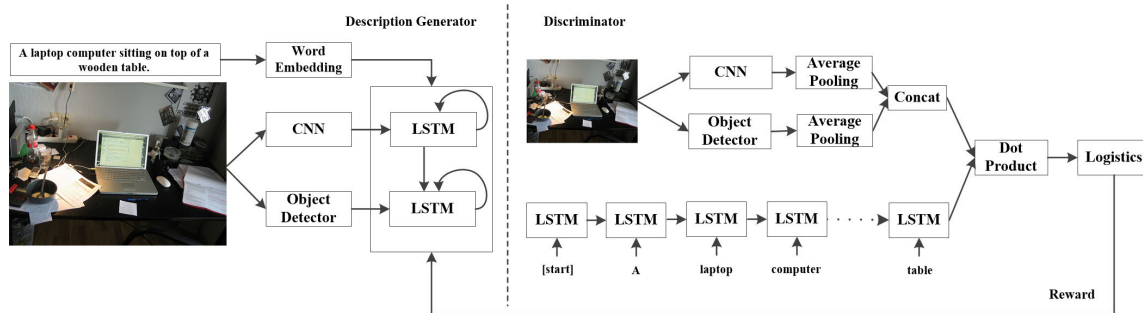 Description Generator
A laptop computer sitting on top of a
wooden table.
Word
Embedding
CNN
Object
Detector
LSTM
LSTM
Discriminator
CNN
Average
Pooling
Object
Detector
Average
Pooling
Concat
Dot
Product
Logistics
LSTM
LSTM
LSTM
LSTM
. . . . .
LSTM
[start]
A
laptop
computer
table
Reward